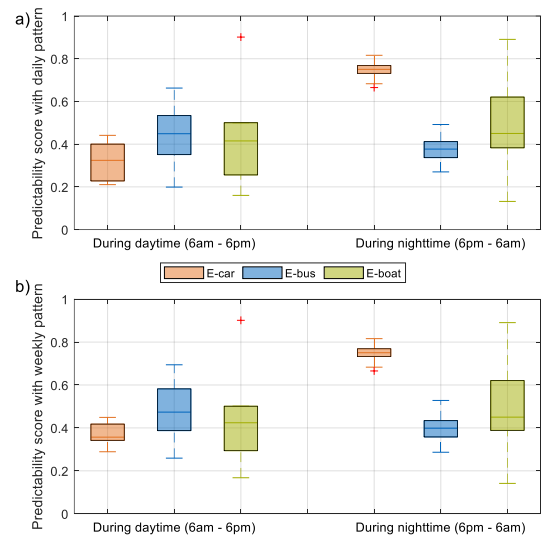 a)
Predictability score with daily pattern
1
0.8
0.6
0.4
0.2
0
During daytime (6am - 6pm)
During nighttime (6pm - 6am)
E-car
E-bus
E-boat
b)
Predictability score with weekly pattern
1
0.8
0.6
0.4
0.2
0
During daytime (6am - 6pm)
During nighttime (6pm - 6am)